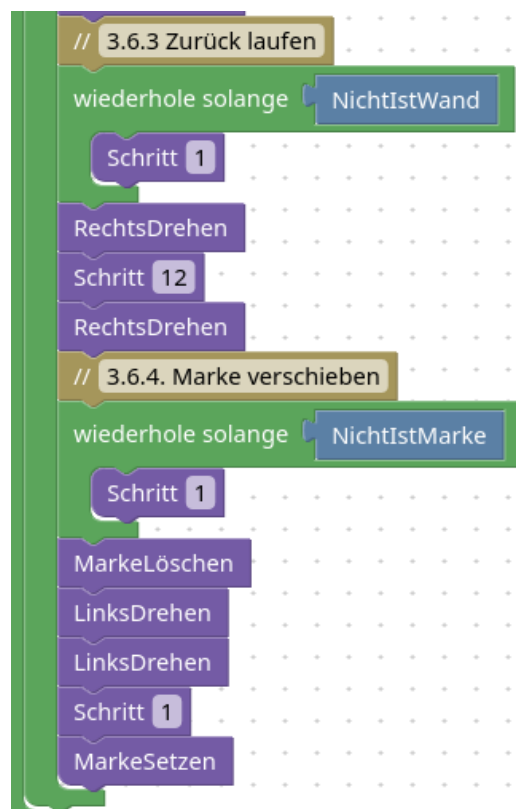 // 3.6.3 Zurück laufen
wiederhole solange NichtIstWand
Schritt 1
RechtsDrehen
Schritt 12
RechtsDrehen
// 3.6.4. Marke verschieben
wiederhole solange NichtIstMarke
Schritt 1
MarkeLöschen
LinksDrehen
LinksDrehen
Schritt 1
MarkeSetzen